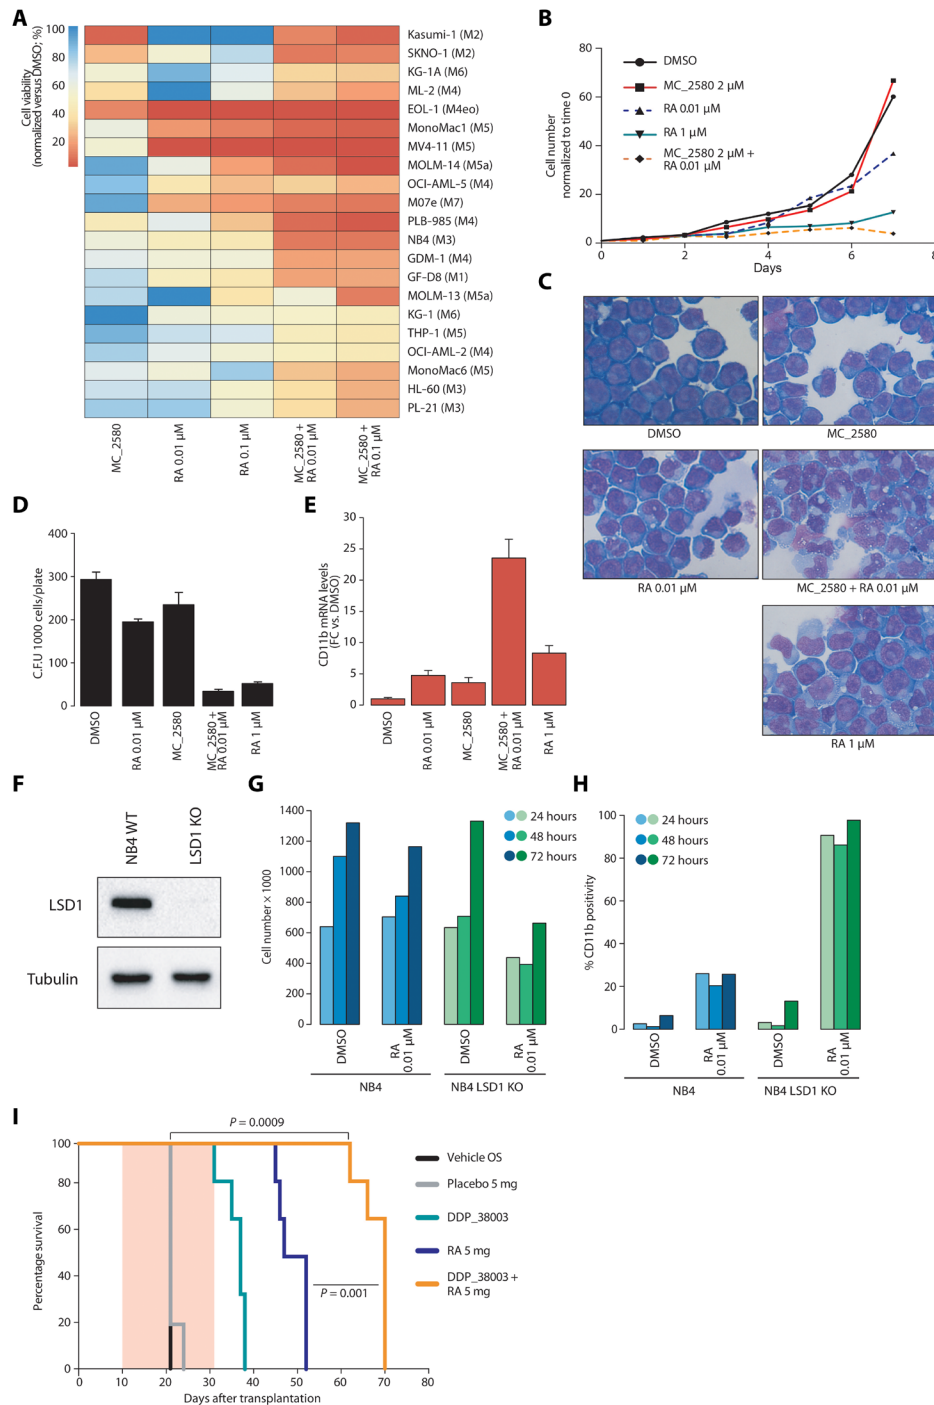 A
Cell viability
(normalized versus DMSO; %)
100
80
60
40
20
Kasumi-1 (M2)
SKNO-1 (M2)
KG-1A (M6)
ML-2 (M4)
EOL-1 (M4eo)
MonoMac1 (M5)
MV4-11 (M5)
MOLM-14 (M5a)
OCI-AML-5 (M4)
M07e (M7)
PLB-985 (M4)
NB4 (M3)
GDM-1 (M4)
GF-D8 (M1)
MOLM-13 (M5a)
KG-1 (M6)
THP-1 (M5)
OCI-AML-2 (M4)
MonoMac6 (M5)
HL-60 (M3)
PL-21 (M3)
MC_2580
RA 0.01 µM
RA 0.1 µM
MC_2580 +
RA 0.01 µM
MC_2580 +
RA 0.1 µM
B
Cell number
normalized to time 0
80
60
40
20
0
0
2
4
6
8
Days
DMSO
MC_2580 2 µM
RA 0.01 µM
RA 1 µM
MC_2580 2 µM +
RA 0.01 µM
C
DMSO
MC_2580
RA 0.01 µM
MC_2580 + RA 0.01 µM
RA 1 µM
D
C.F.U 1000 cells/plate
400
300
200
100
0
DMSO
RA 0.01 µM
MC_2580
MC_2580 +
RA 0.01 µM
RA 1 µM
E
CD11b mRNA levels
(FC vs. DMSO)
30
25
20
15
10
5
0
DMSO
RA 0.01 µM
MC_2580
MC_2580 +
RA 0.01 µM
RA 1 µM
F
NB4 WT
LSD1 KO
LSD1
Tubulin
G
Cell number × 1000
1400
1200
1000
800
600
400
200
0
24 hours
48 hours
72 hours
DMSO
RA
0.01 µM
DMSO
RA
0.01 µM
NB4
NB4 LSD1 KO
H
% CD11b positivity
100
80
60
40
20
0
24 hours
48 hours
72 hours
DMSO
RA
0.01 µM
DMSO
RA
0.01 µM
NB4
NB4 LSD1 KO
I
Percentage survival
100
80
60
40
20
0
0
10
20
30
40
50
60
70
80
Days after transplantation
P = 0.0009
P = 0.001
Vehicle OS
Placebo 5 mg
DDP_38003
RA 5 mg
DDP_38003 +
RA 5 mg